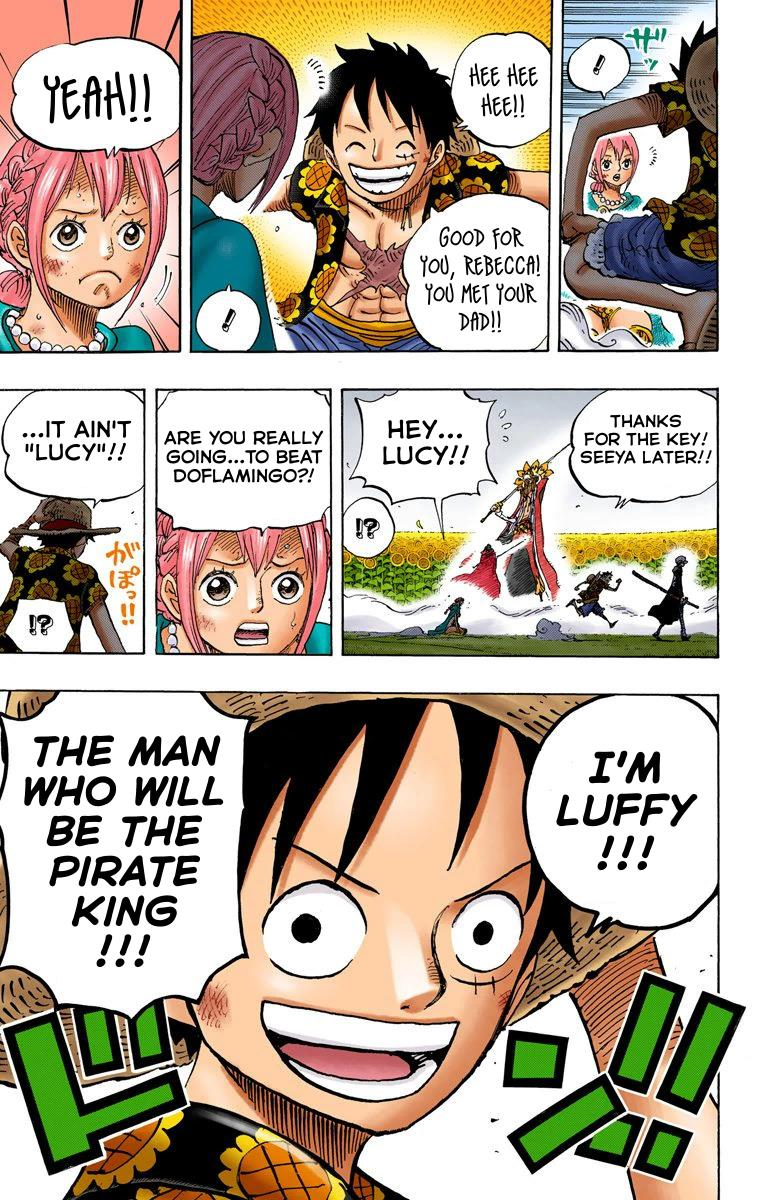 !
ザッ
HEE HEE
HEE!!
GOOD FOR
YOU, REBECCA!
YOU MET YOUR
DAD!!
!
YEAH!!
THANKS
FOR THE KEY!
SEEYA LATER!!
HEY...
LUCY!!
!?
ARE YOU REALLY
GOING...TO BEAT
DOFLAMINGO?!
...IT AIN'T
"LUCY"!!
がぽっ!!
!?
I'M
LUFFY
!!!
THE MAN
WHO WILL
BE THE
PIRATE
KING
!!!
ドン!!